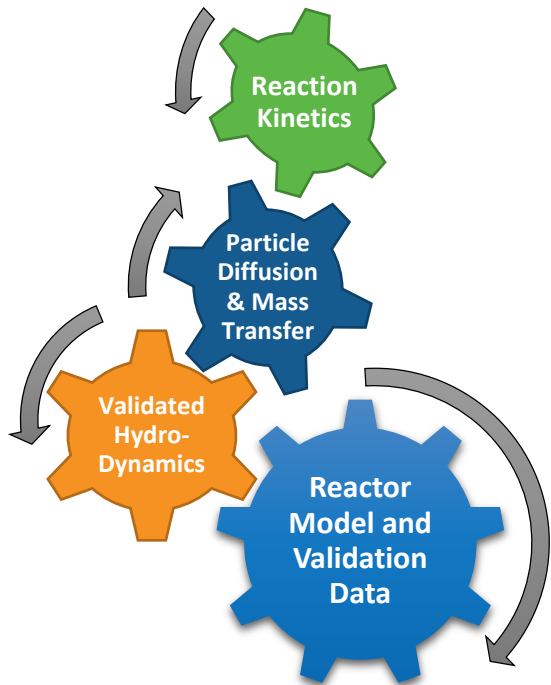 Reaction
Kinetics
Particle
Diffusion
& Mass
Transfer
Validated
Hydro-
Dynamics
Reactor
Model and
Validation
Data